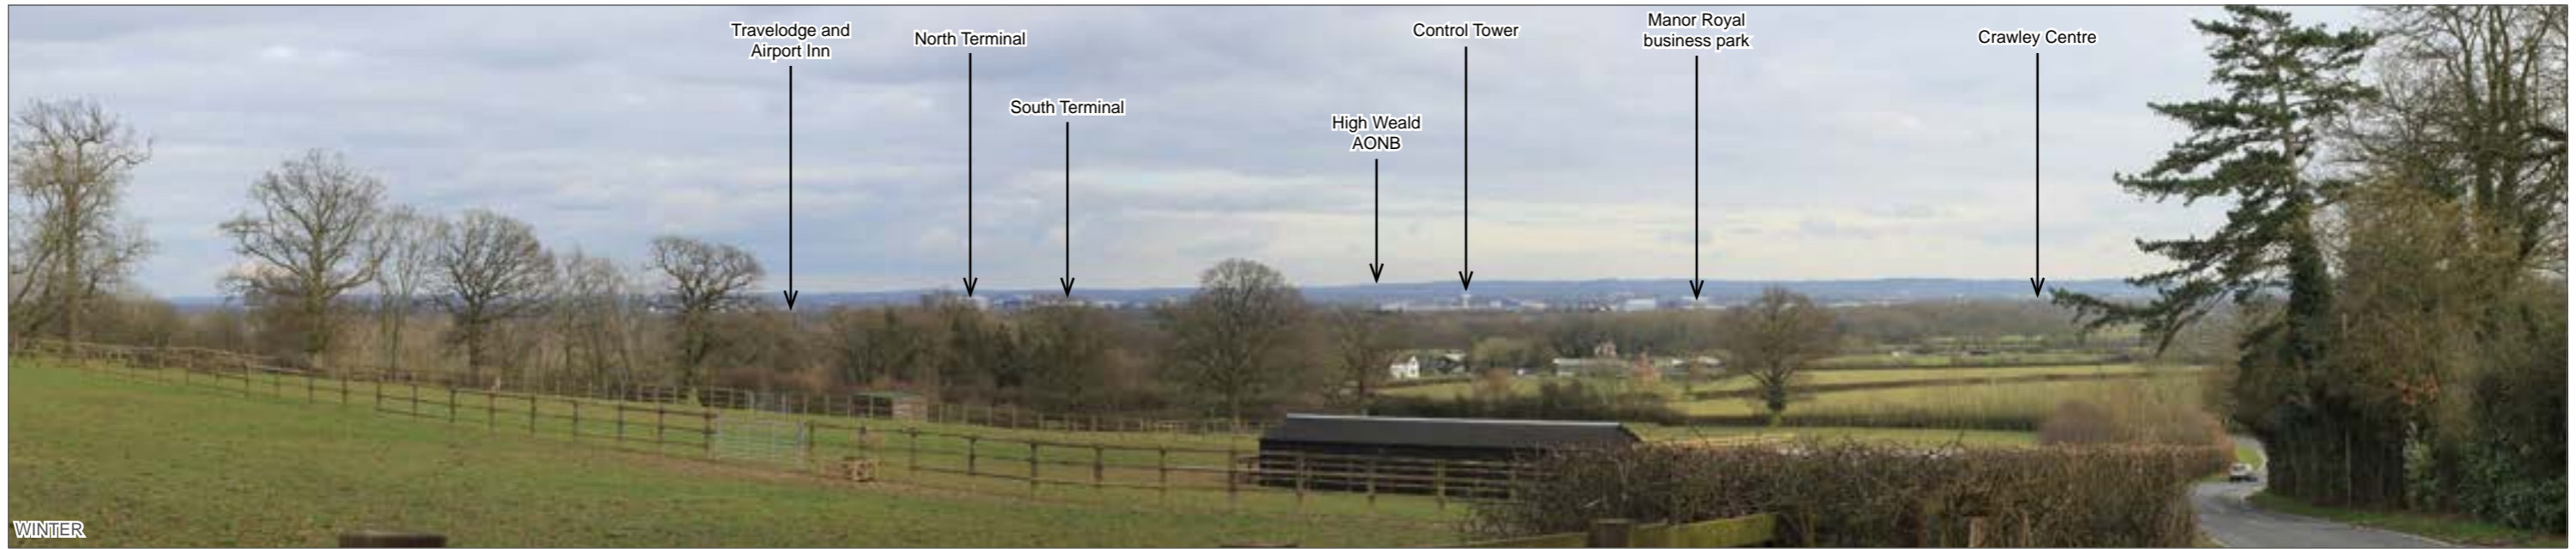 Travelodge and
Airport Inn
North Terminal
South Terminal
High Weald
AONB
Control Tower
Manor Royal
business park
Crawley Centre
WINTER